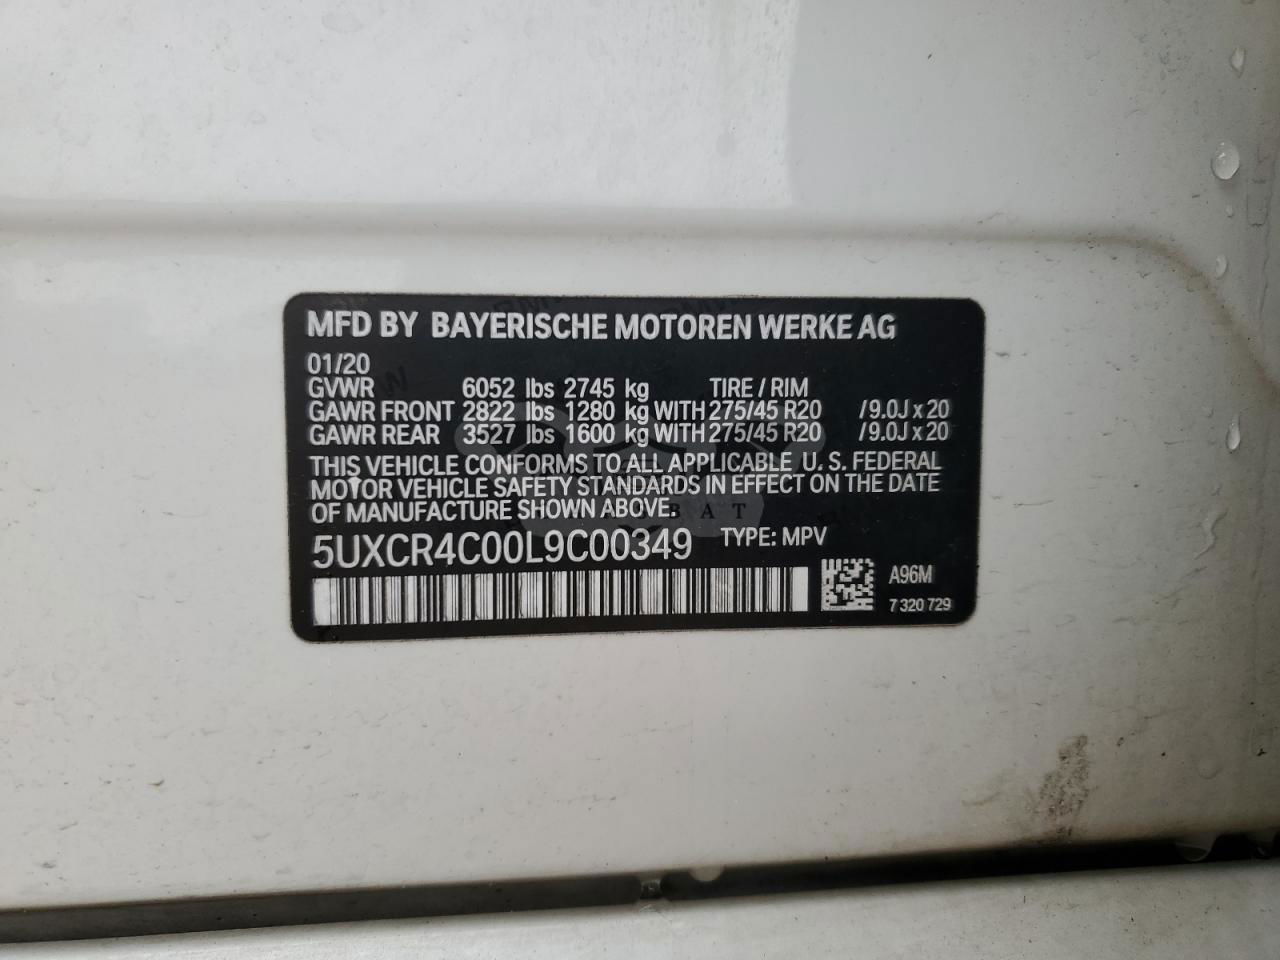 MFD BY BAYERISCHE MOTOREN WERKE AG
01/20
GVWR 6052 lbs 2745 kg TIRE / RIM
GAWR FRONT 2822 lbs 1280 kg WITH 275/45 R20 /9.0J x 20
GAWR REAR 3527 lbs 1600 kg WITH 275/45 R20 /9.0J x 20
THIS VEHICLE CONFORMS TO ALL APPLICABLE U. S. FEDERAL
MOTOR VEHICLE SAFETY STANDARDS IN EFFECT ON THE DATE
OF MANUFACTURE SHOWN ABOVE.
5UXCR4C00L9C00349 TYPE: MPV
A96M
7 320 729